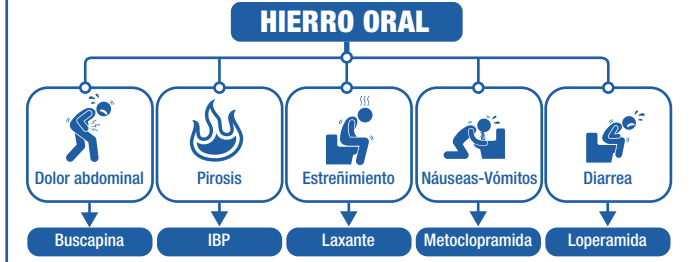 HIERRO ORAL
Dolor abdominal
Pirosis
Estreñimiento
Náuseas-Vómitos
Diarrea
Buscapina
IBP
Laxante
Metoclopramida
Loperamida